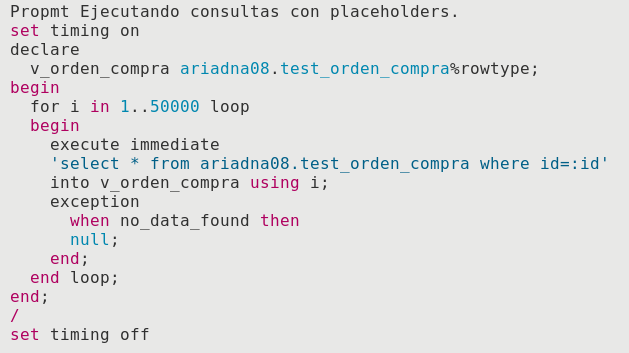 Propmt Ejecutando consultas con placeholders.
set timing on
declare
  v_orden_compra ariadna08.test_orden_compra%rowtype;
begin
  for i in 1..50000 loop
  begin
    execute immediate
    'select * from ariadna08.test_orden_compra where id=:id'
    into v_orden_compra using i;
    exception
      when no_data_found then
      null;
    end;
  end loop;
end;
/
set timing off